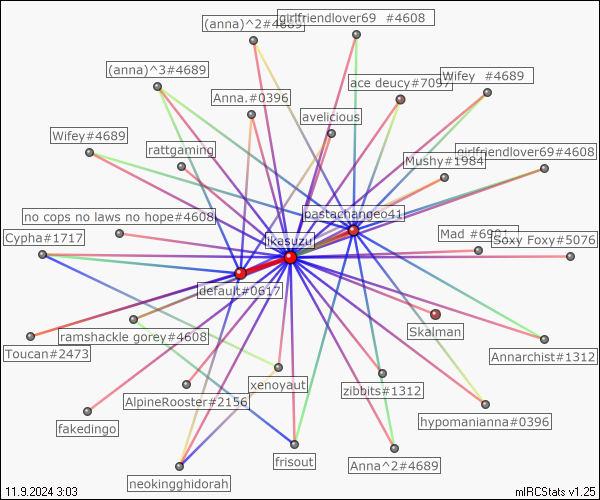 (anna)^2#4689
girlfriendlover69 #4608
(anna)^3#4689
ace deucy#7097
Wifey #4689
Anna.#0396
avelicious
Wifey#4689
rattgaming
Mushy#1984
girlfriendlover69#4608
no cops no laws no hope#4608
pastachangeo41
Cypha#1717
ikasuzu
Mad
Soxy Foxy#5076
default#0617
Skalman
ramshackle gorey#4608
Toucan#2473
Annarchist#1312
xenoyaut
zibbits#1312
AlpineRooster#2156
hypomanianna#0396
fakedingo
frisout
Anna^2#4689
neokingghidorah
11.9.2024 3:03
mIRCStats v1.25